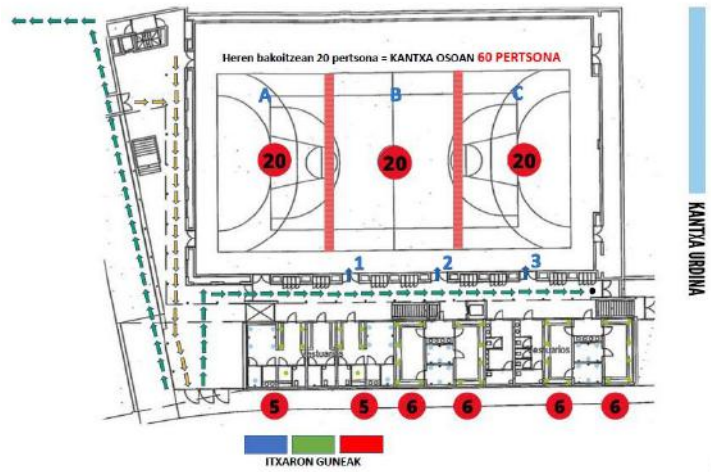 Heren bakoitzean 20 pertsona = KANTXA OSOAN 60 PERTSONA
A B C
20 20 20
1 2 3
KANTXA URDINA
5 5 6 6 6 6
ITXARON GUNEAK